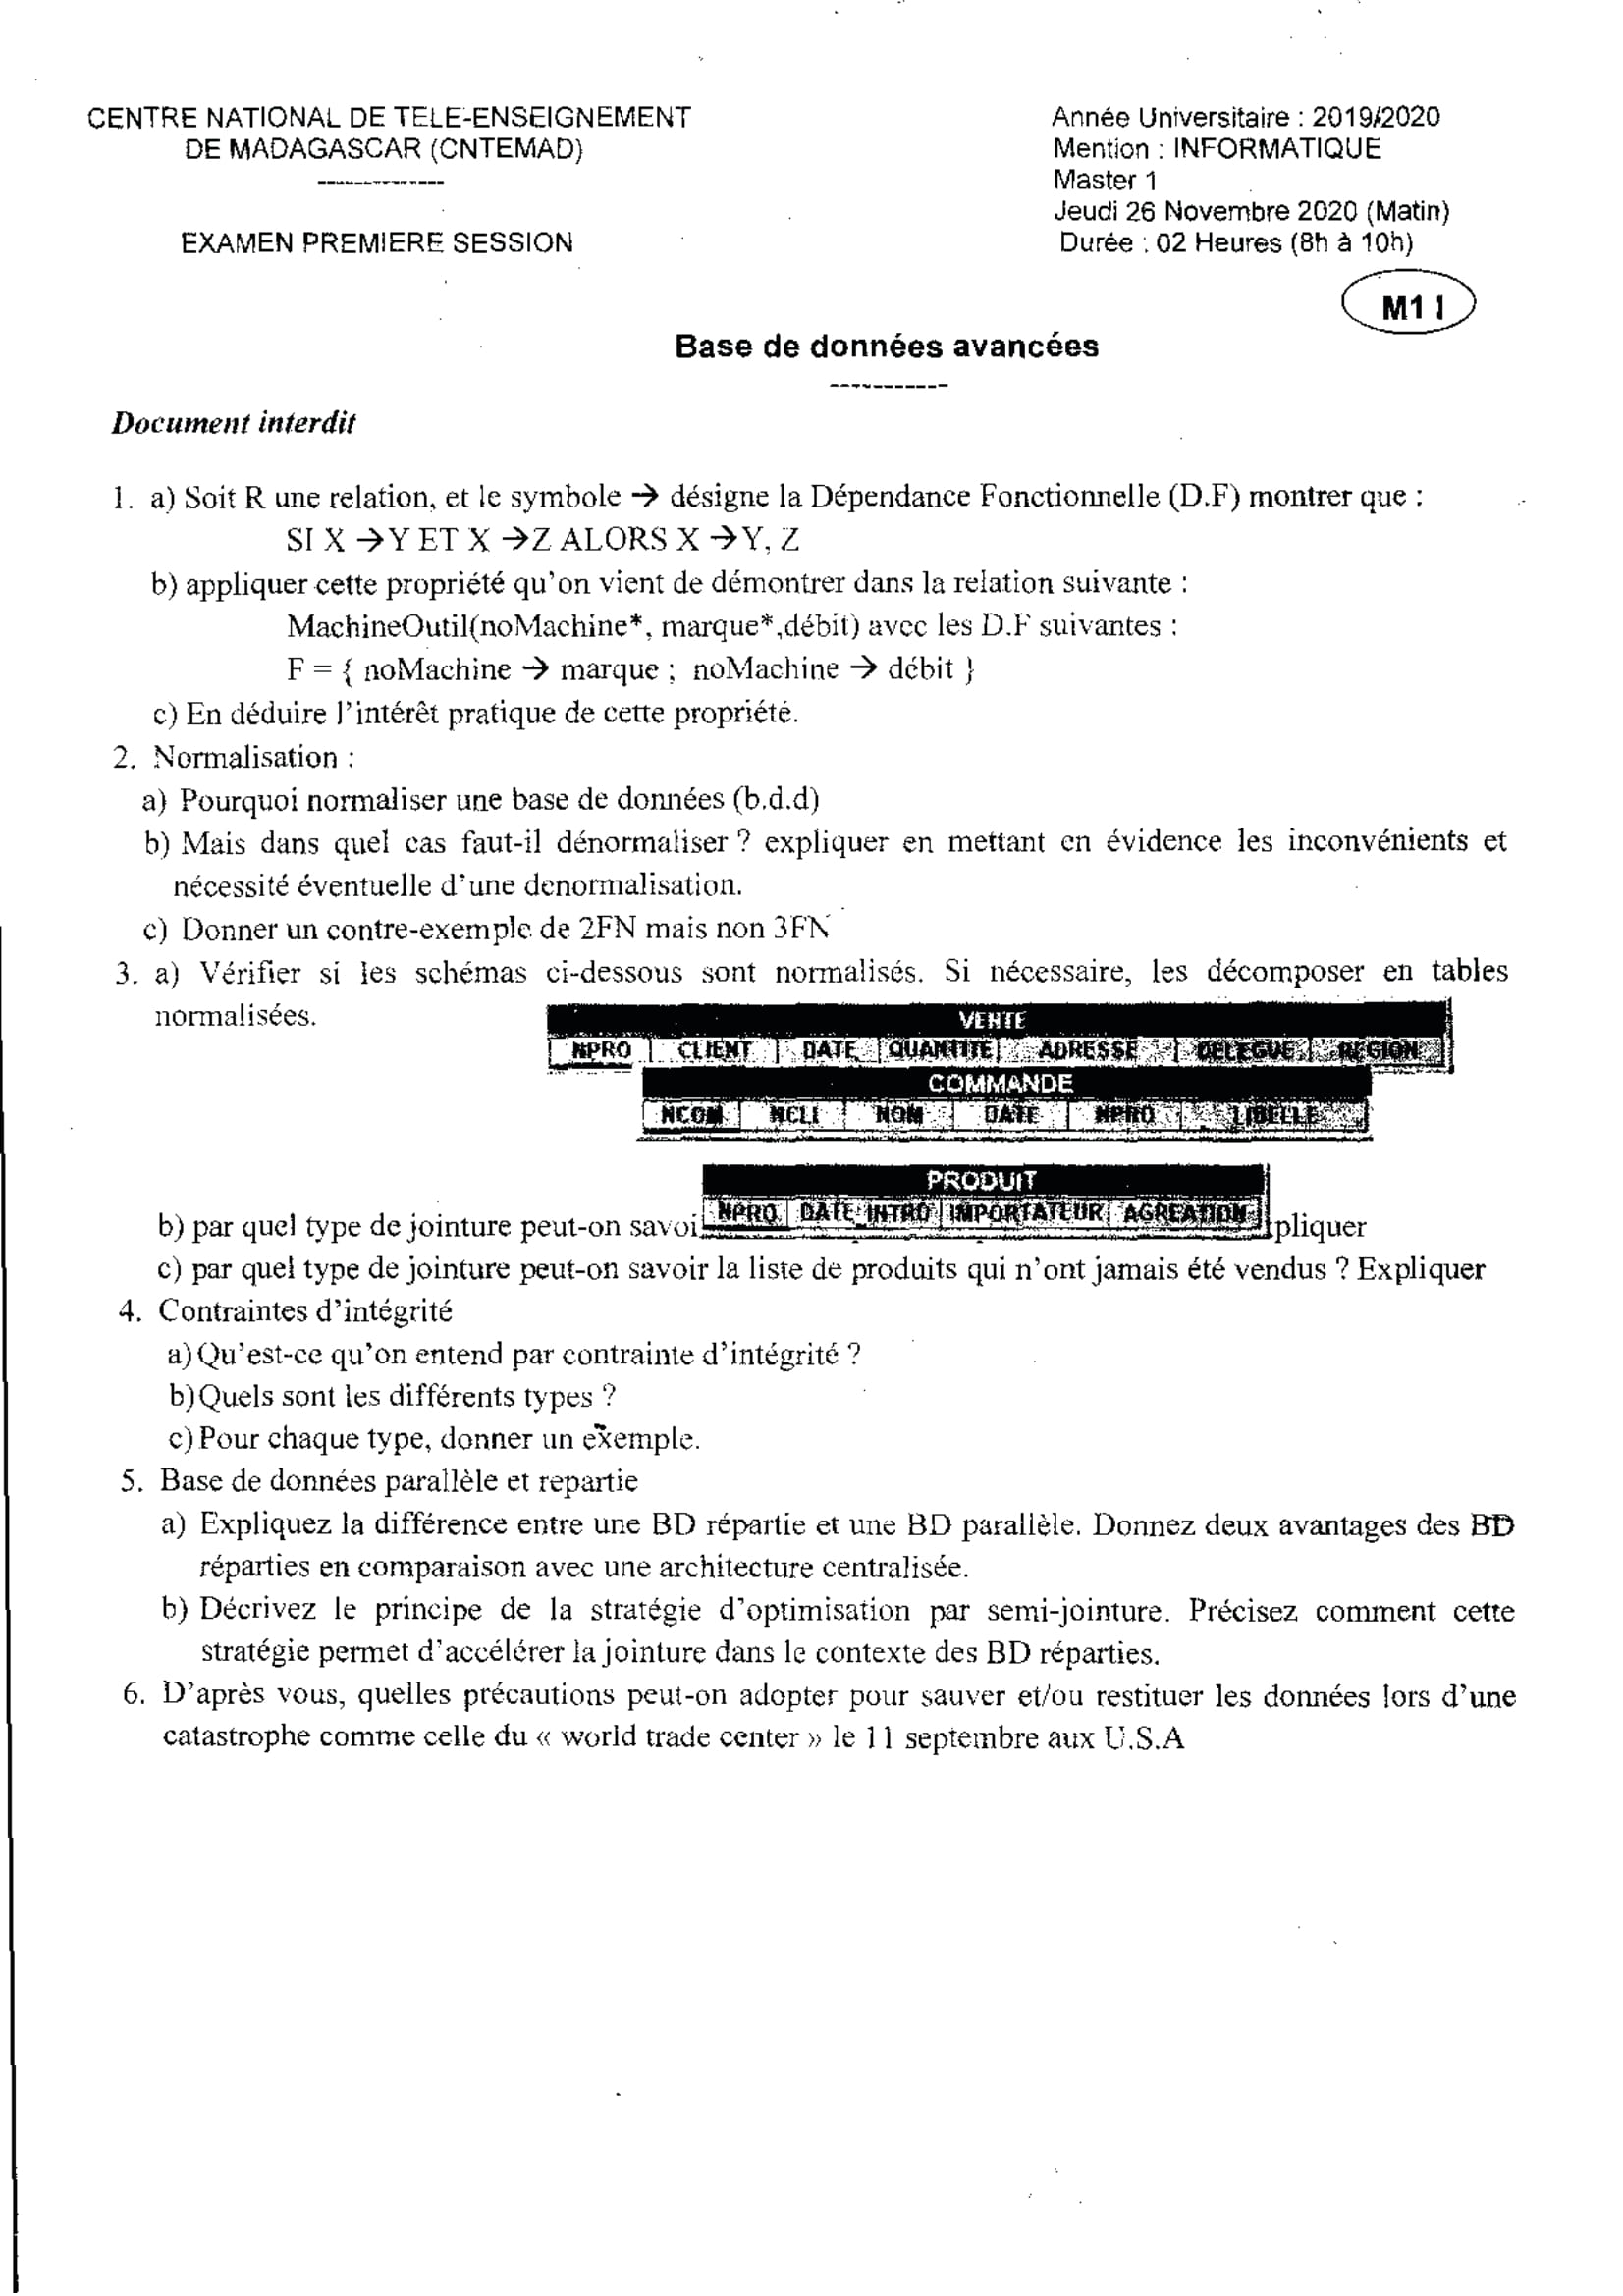 CENTRE NATIONAL DE TELE-ENSEIGNEMENT
DE MADAGASCAR (CNTEMAD)
--------------
EXAMEN PREMIERE SESSION
Année Universitaire : 2019/2020
Mention : INFORMATIQUE
Master 1
Jeudi 26 Novembre 2020 (Matin)
Durée : 02 Heures (8h à 10h)
M1 I
Base de données avancées
-----------
Document interdit
1. a) Soit R une relation, et le symbole → désigne la Dépendance Fonctionnelle (D.F) montrer que :
SI X →Y ET X →Z ALORS X →Y, Z
b) appliquer cette propriété qu'on vient de démontrer dans la relation suivante :
MachineOutil(noMachine*, marque*,débit) avec les D.F suivantes :
F = { noMachine → marque ; noMachine → débit }
c) En déduire l'intérêt pratique de cette propriété.
2. Normalisation :
a) Pourquoi normaliser une base de données (b.d.d)
b) Mais dans quel cas faut-il dénormaliser ? expliquer en mettant en évidence les inconvénients et
nécessité éventuelle d'une denormalisation.
c) Donner un contre-exemple de 2FN mais non 3FN
3. a) Vérifier si les schémas ci-dessous sont normalisés. Si nécessaire, les décomposer en tables
normalisées.
VENTE
NPRO CLIENT DATE QUANTITE ADRESSE DELEGUE REGION
COMMANDE
NCOM NCLI NOM DATE NPRO LIBELLE
PRODUIT
NPRO DATE_INTRO IMPORTATEUR AGREATION
b) par quel type de jointure peut-on savoi pliquer
c) par quel type de jointure peut-on savoir la liste de produits qui n'ont jamais été vendus ? Expliquer
4. Contraintes d'intégrité
a) Qu'est-ce qu'on entend par contrainte d'intégrité ?
b) Quels sont les différents types ?
c) Pour chaque type, donner un exemple.
5. Base de données parallèle et repartie
a) Expliquez la différence entre une BD répartie et une BD parallèle. Donnez deux avantages des BD
réparties en comparaison avec une architecture centralisée.
b) Décrivez le principe de la stratégie d'optimisation par semi-jointure. Précisez comment cette
stratégie permet d'accélérer la jointure dans le contexte des BD réparties.
6. D'après vous, quelles précautions peut-on adopter pour sauver et/ou restituer les données lors d'une
catastrophe comme celle du « world trade center » le 11 septembre aux U.S.A